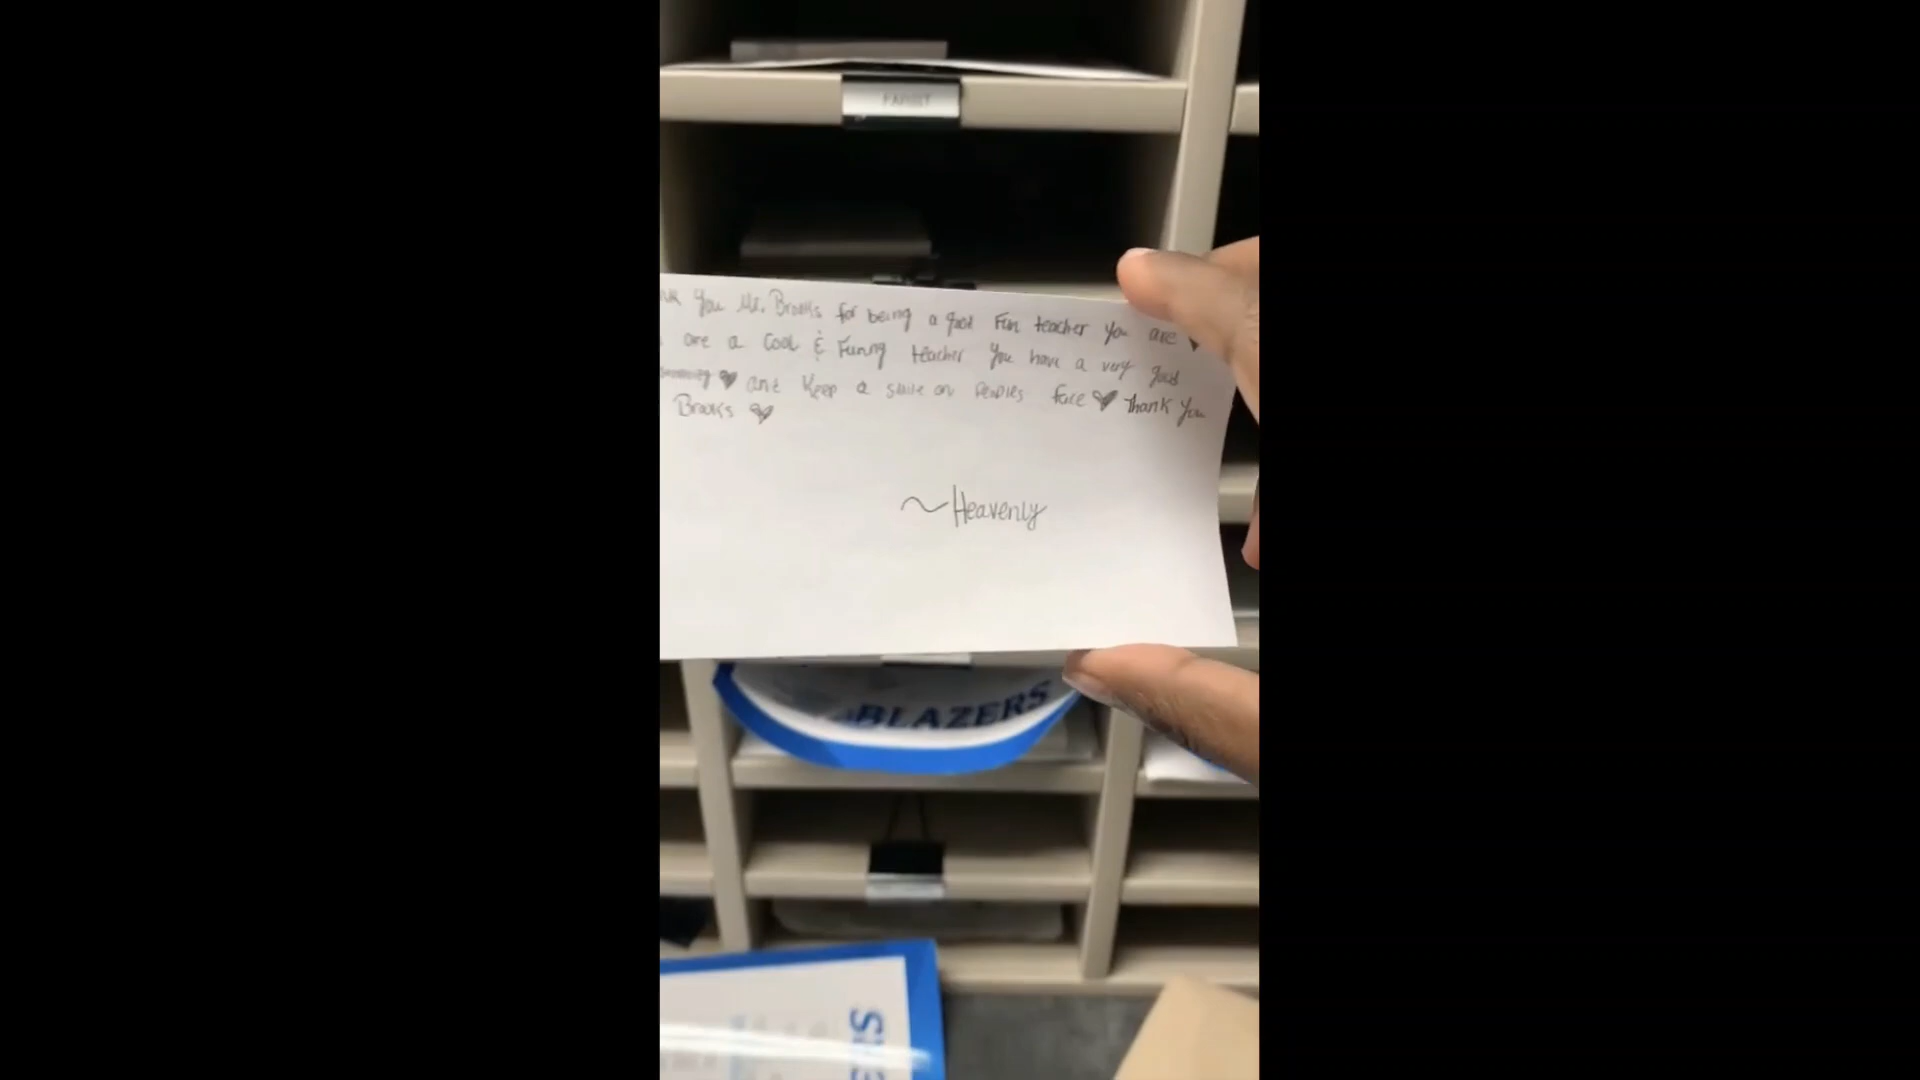 You Mr. Brooks for being a good Fun teacher you are
are a Cool & Funny teacher You have a very good
and Keep a smile on Peoples face Thank You
Brooks
~Heavenly
BLAZERS